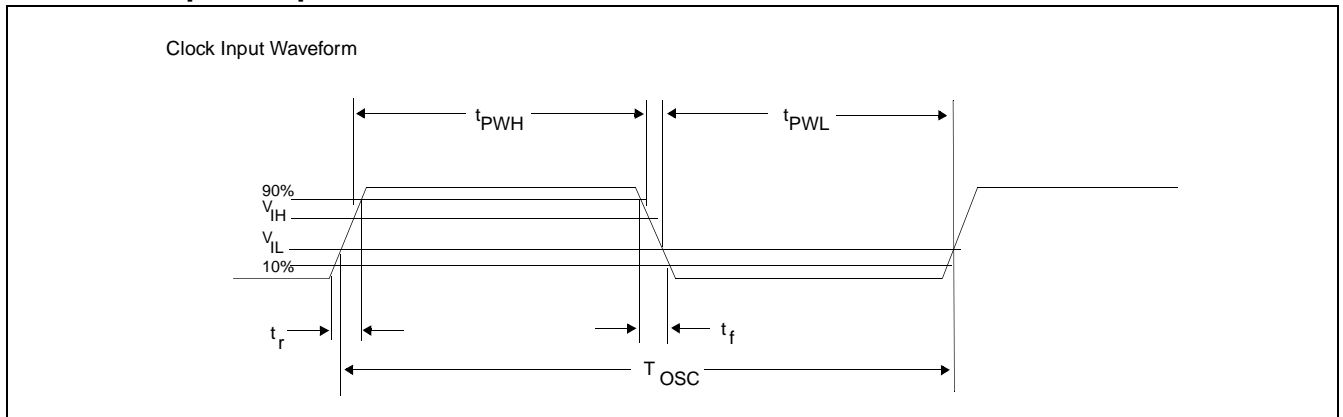 Clock Input Waveform
tPWH
tPWL
90%
VIH
VIL
10%
tr
tf
TOSC